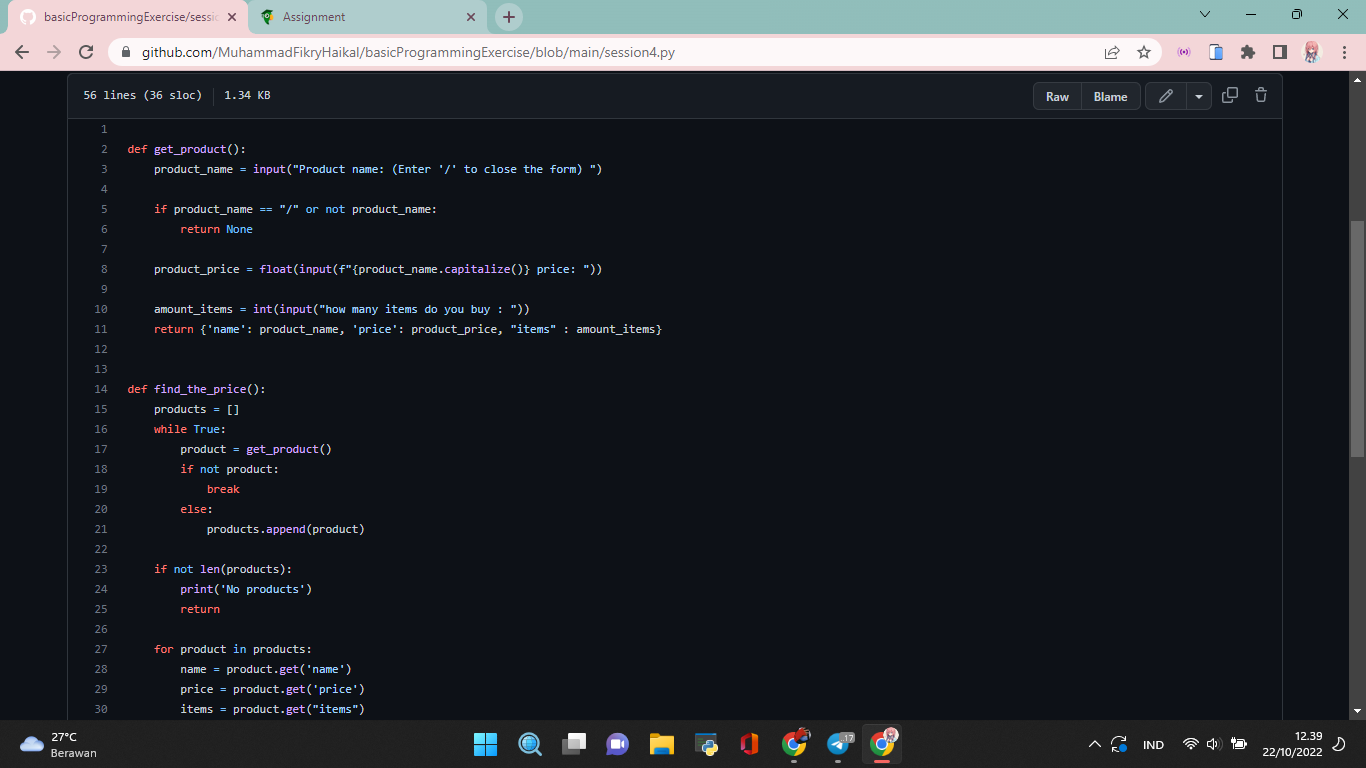 basicProgrammingExercise/sessio
Assignment
github.com/MuhammadFikryHaikal/basicProgrammingExercise/blob/main/session4.py
56 lines (36 sloc) 1.34 KB
Raw Blame
1
2 def get_product():
3 product_name = input("Product name: (Enter '/' to close the form) ")
4
5 if product_name == "/" or not product_name:
6 return None
7
8 product_price = float(input(f"{product_name.capitalize()} price: "))
9
10 amount_items = int(input("how many items do you buy : "))
11 return {'name': product_name, 'price': product_price, "items" : amount_items}
12
13
14 def find_the_price():
15 products = []
16 while True:
17 product = get_product()
18 if not product:
19 break
20 else:
21 products.append(product)
22
23 if not len(products):
24 print('No products')
25 return
26
27 for product in products:
28 name = product.get('name')
29 price = product.get('price')
30 items = product.get("items")
27°C
Berawan
17
IND
12.39
22/10/2022